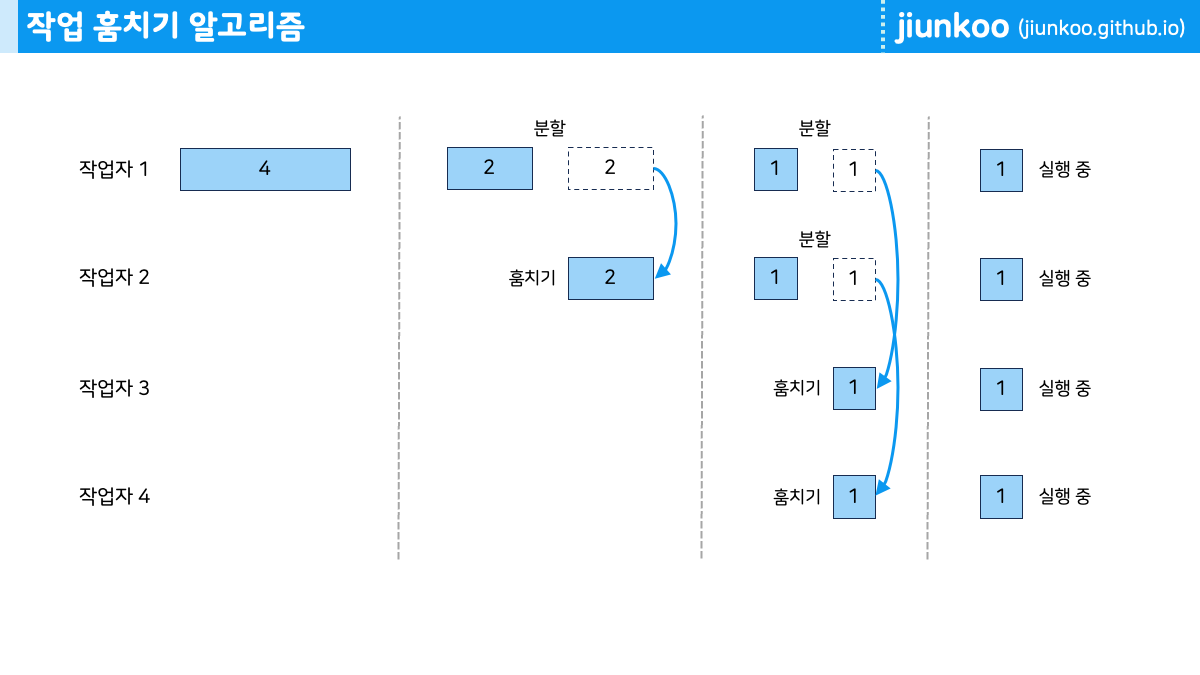 작업 훔치기 알고리즘
jiunkoo (jiunkoo.github.io)
분할 분할
작업자 1 4 2 2 1 1 1 실행 중
분할
작업자 2 훔치기 2 1 1 1 실행 중
작업자 3 훔치기 1 1 실행 중
작업자 4 훔치기 1 1 실행 중